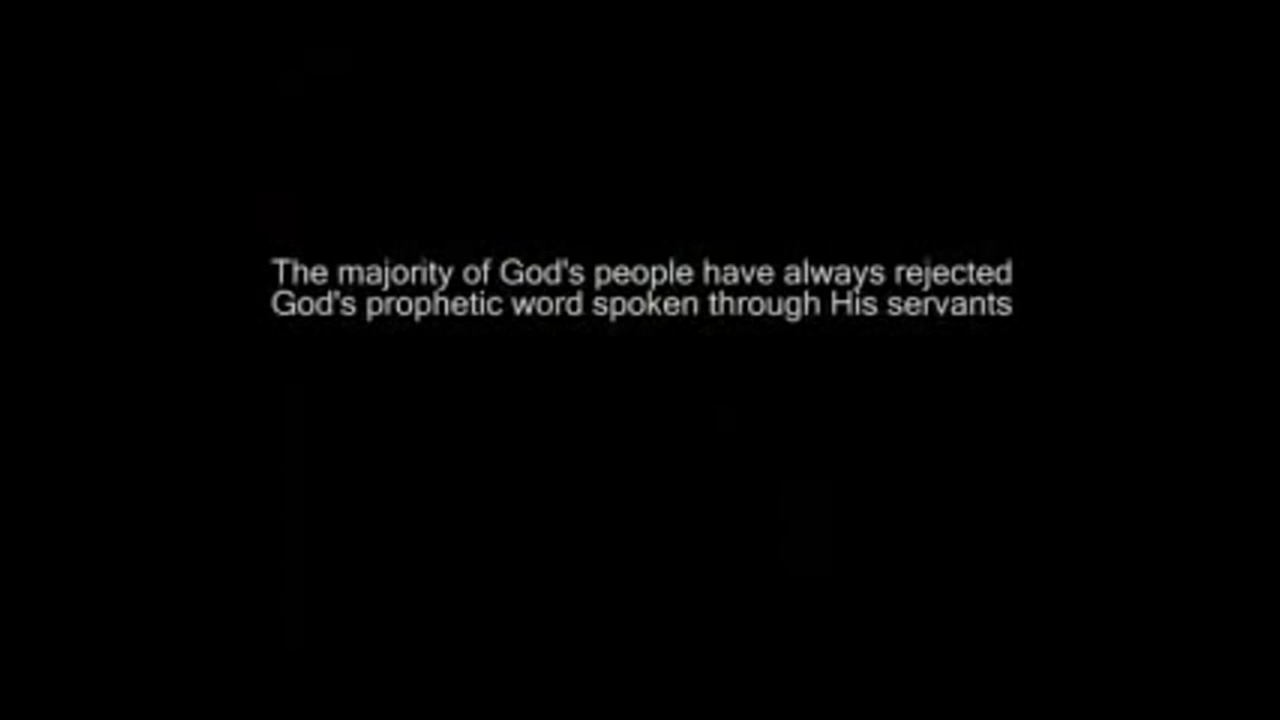 The majority of God's people have always rejected
God's prophetic word spoken through His servants